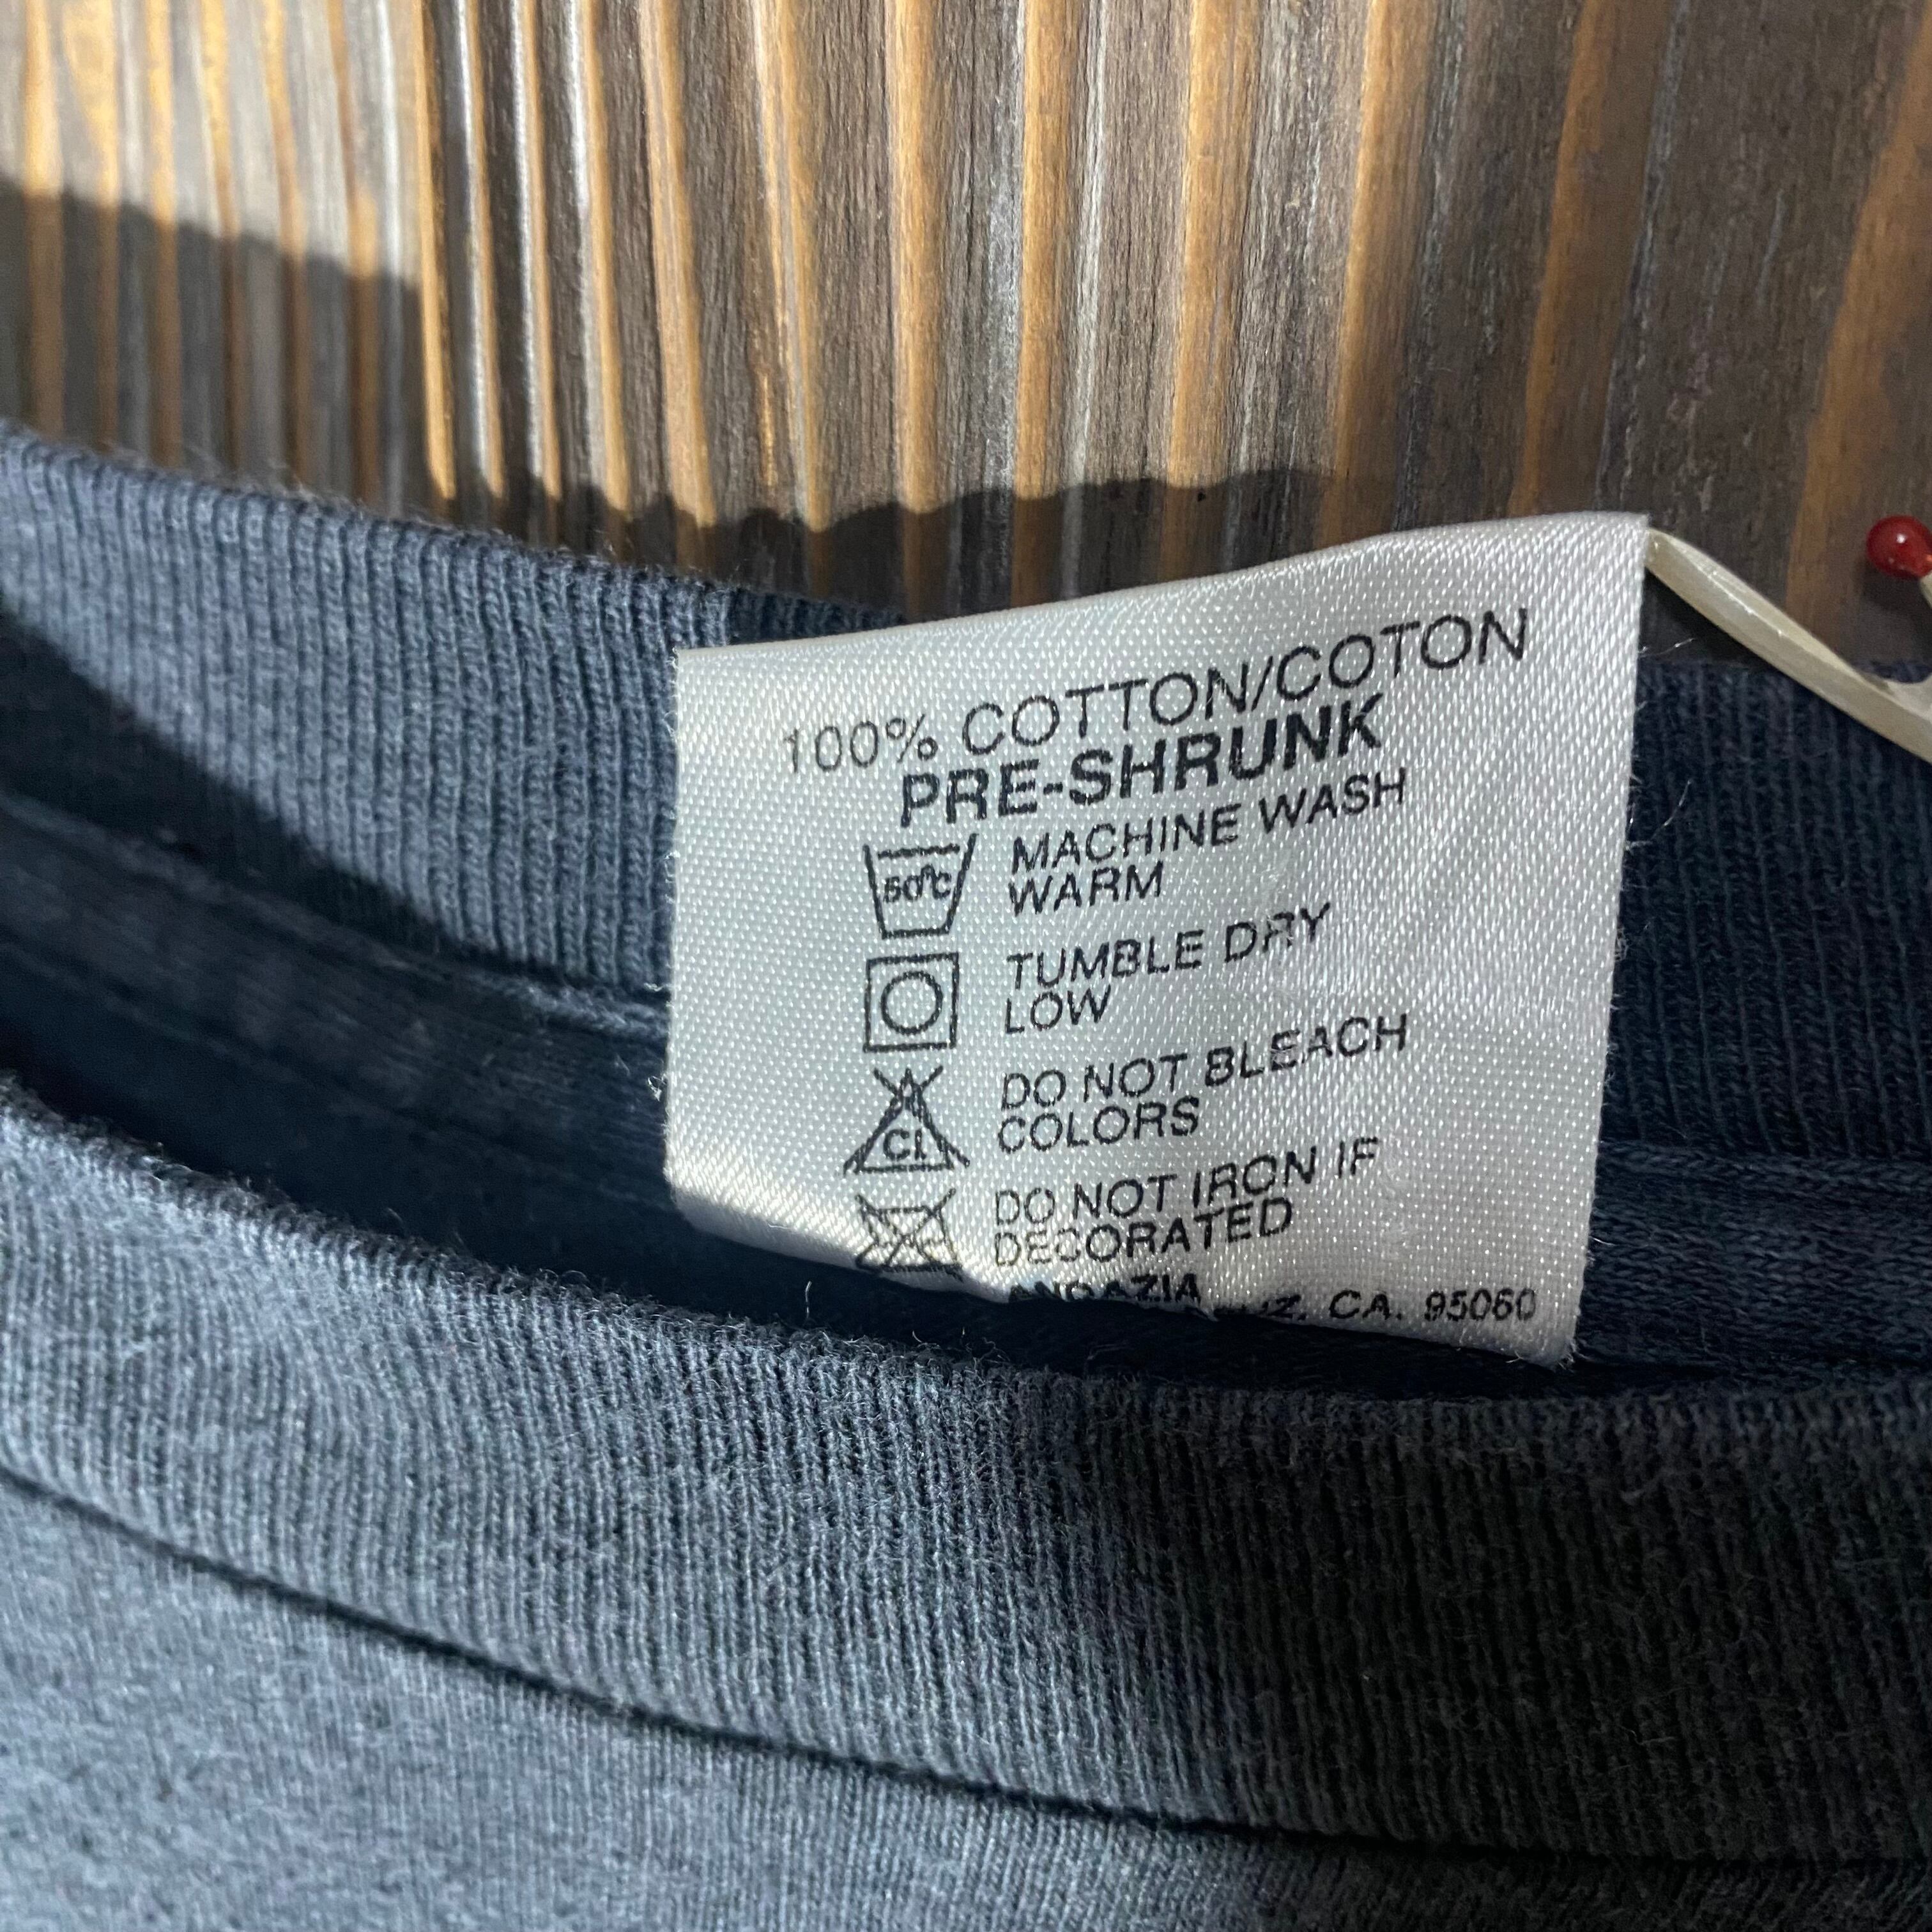 100% COTTON/COTON
PRE-SHRUNK
50°C MACHINE WASH
WARM
TUMBLE DRY
LOW
DO NOT BLEACH
COLORS
CL
DO NOT IRON IF
DECORATED
CA. 95060